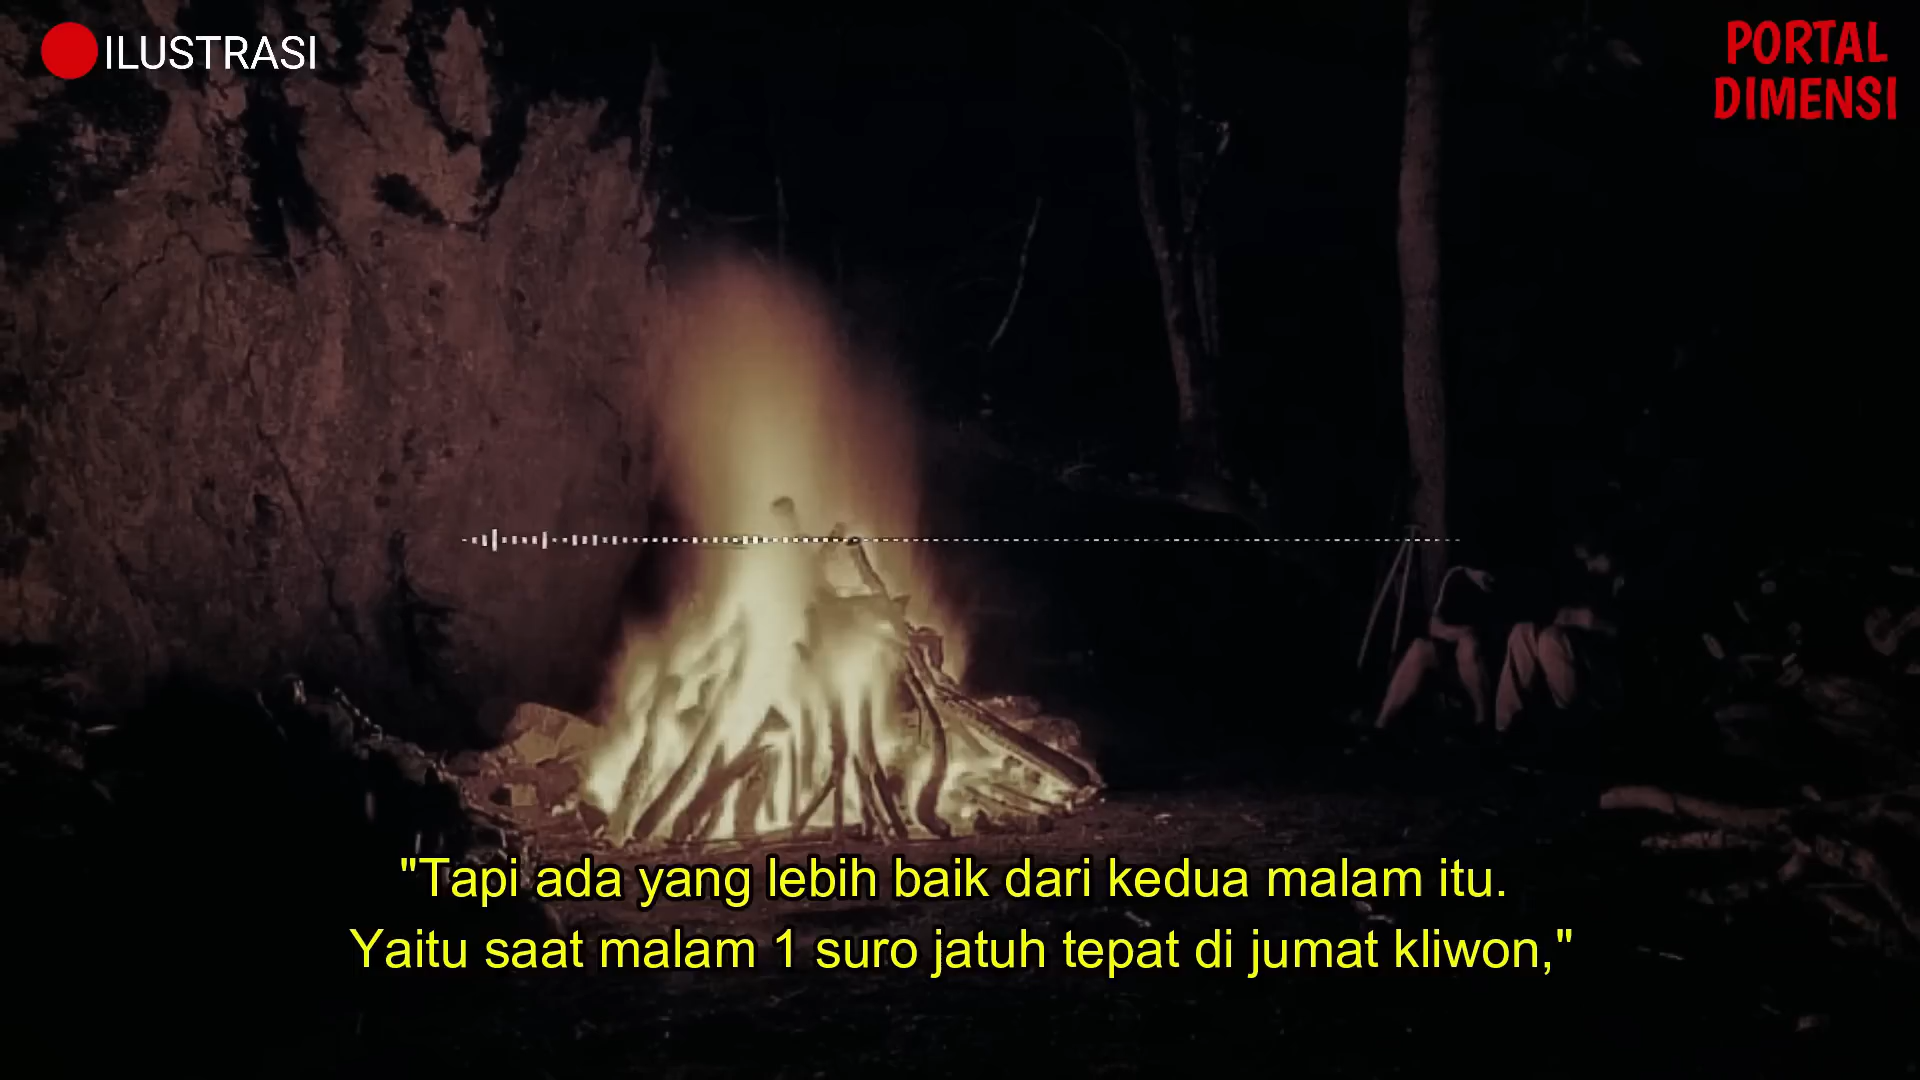 ILUSTRASI
PORTAL
DIMENSI
"Tapi ada yang lebih baik dari kedua malam itu.
Yaitu saat malam 1 suro jatuh tepat di jumat kliwon,"